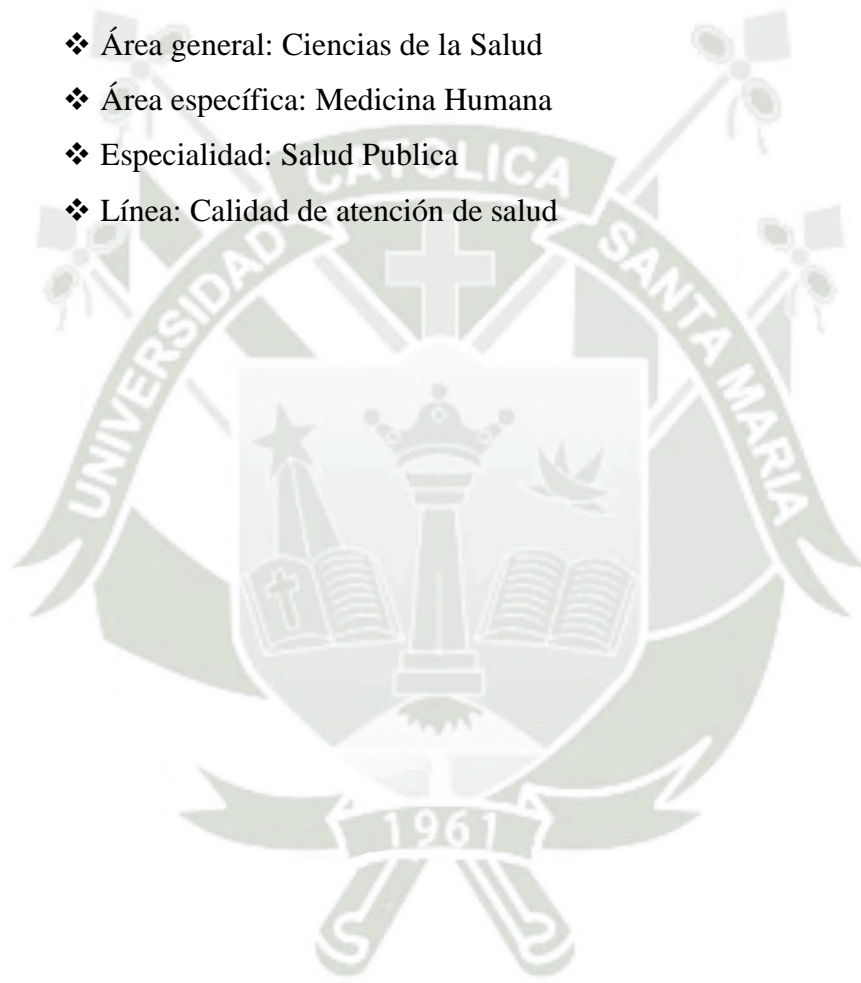 ❖ Área general: Ciencias de la Salud
❖ Área específica: Medicina Humana
❖ Especialidad: Salud Publica
❖ Línea: Calidad de atención de salud
UNIVERSIDAD CATOLICA SANTA MARIA
1961